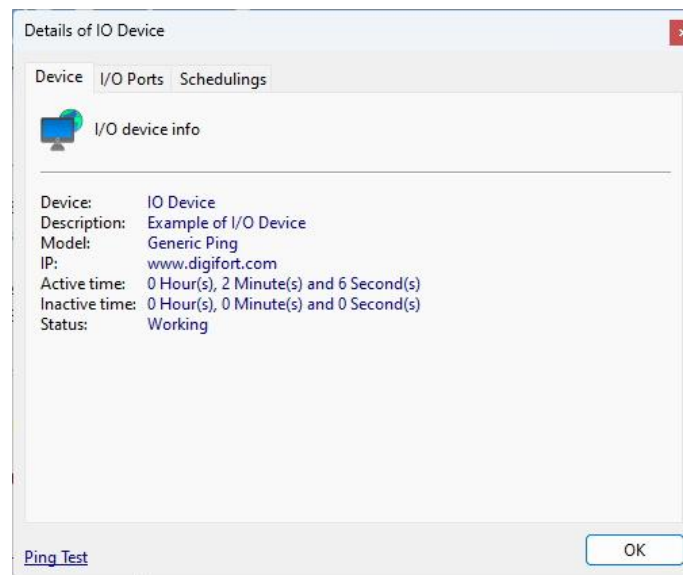 Details of IO Device
Device I/O Ports Schedulings
I/O device info
Device: IO Device
Description: Example of I/O Device
Model: Generic Ping
IP: www.digifort.com
Active time: 0 Hour(s), 2 Minute(s) and 6 Second(s)
Inactive time: 0 Hour(s), 0 Minute(s) and 0 Second(s)
Status: Working
Ping Test
OK